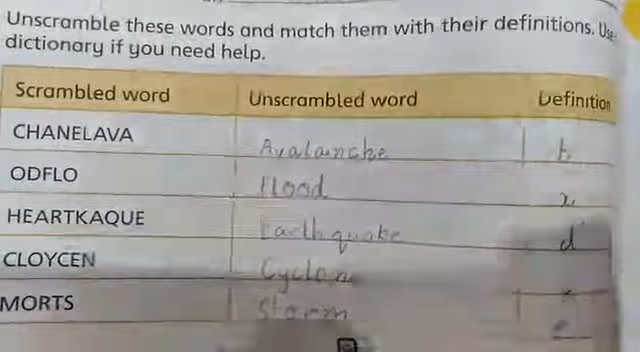 Unscramble these words and match them with their definitions. Use
dictionary if you need help.
Scrambled word Unscrambled word Definition
CHANELAVA Avalanche
ODFLO Flood
HEARTKAQUE Earthquake d
CLOYCEN Cyclon
MORTS Storm